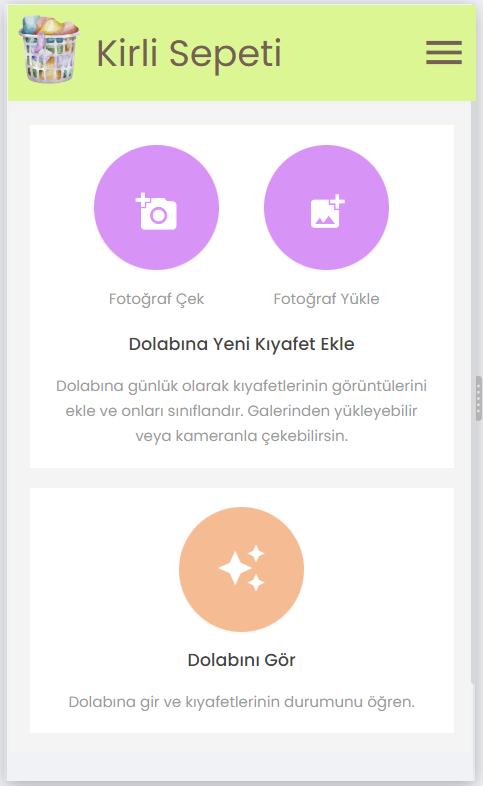 Kirli Sepeti
Fotoğraf Çek
Fotoğraf Yükle
Dolabına Yeni Kıyafet Ekle
Dolabına günlük olarak kıyafetlerinin görüntülerini
ekle ve onları sınıflandır. Galerinden yükleyebilir
veya kameranla çekebilirsin.
Dolabını Gör
Dolabına gir ve kıyafetlerinin durumunu öğren.